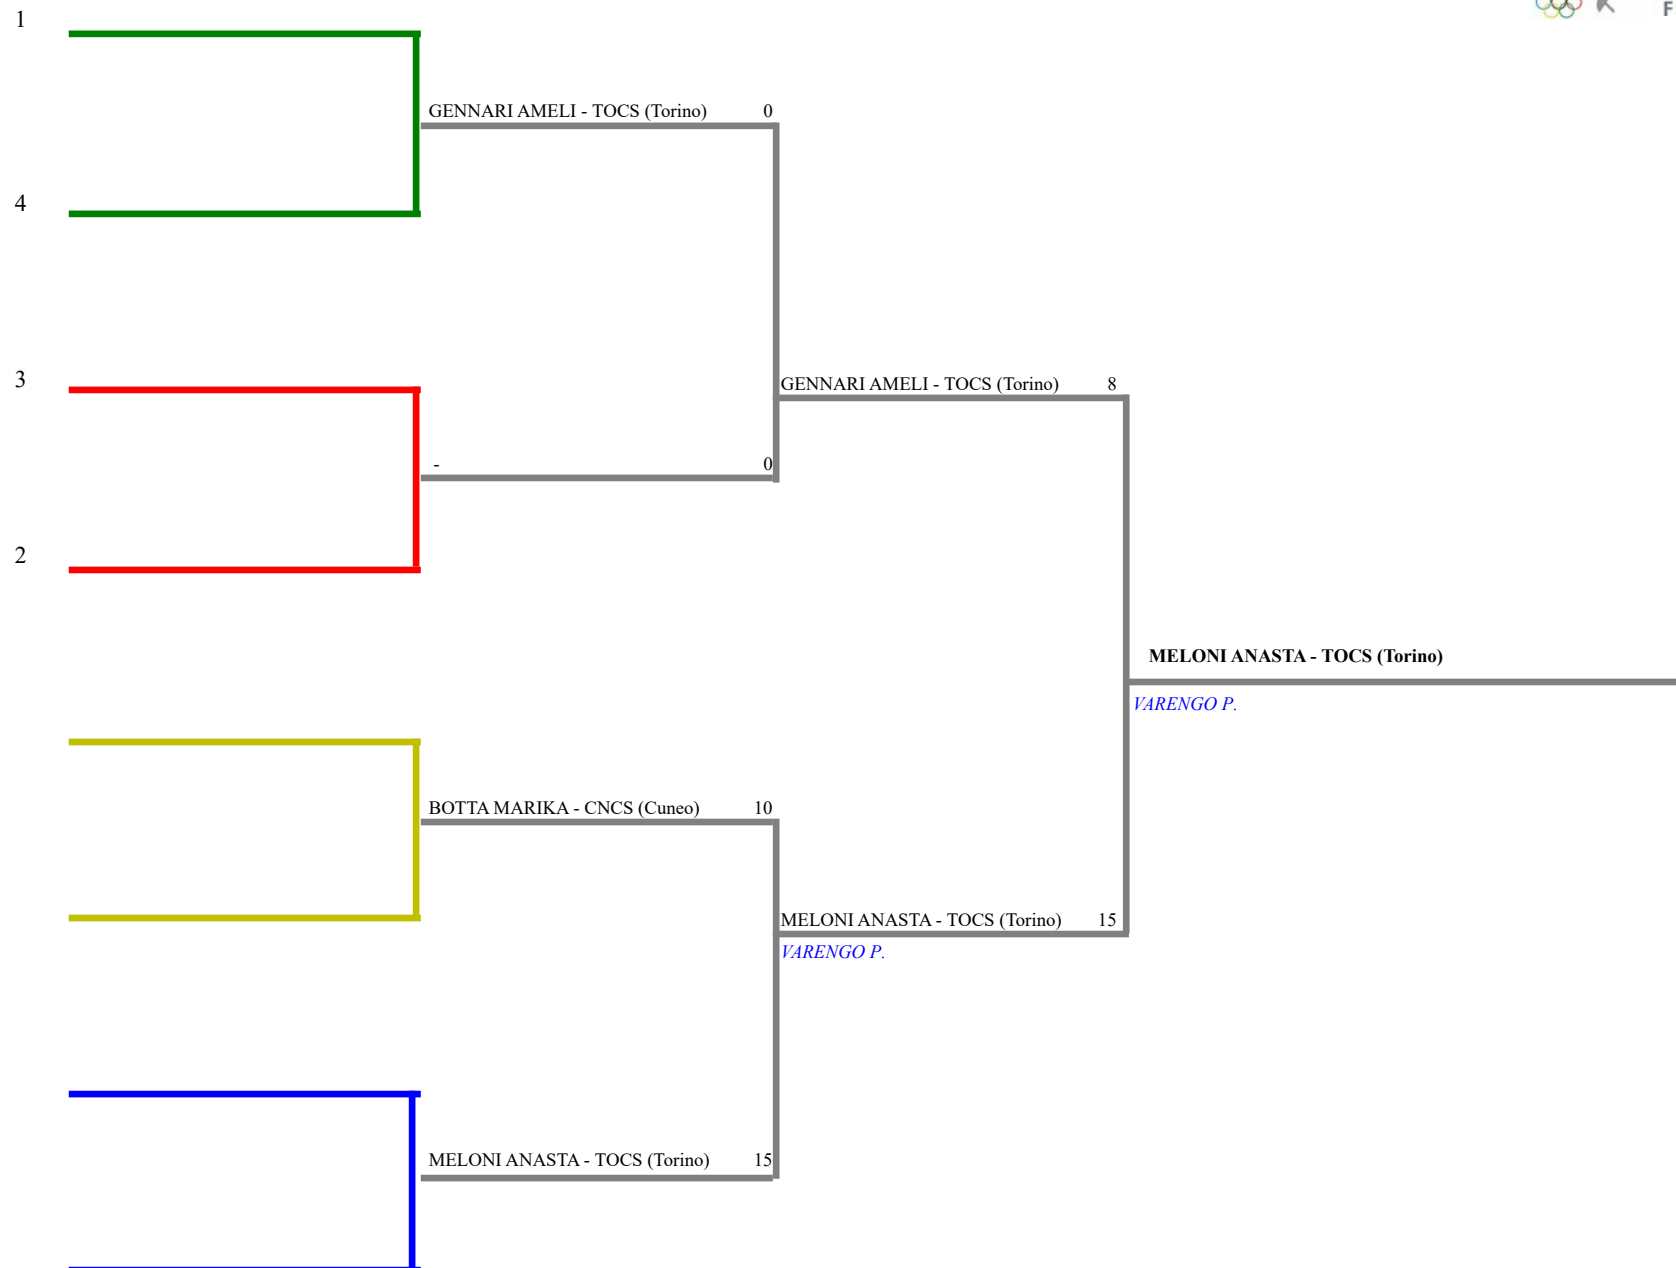 1
F
GENNARI AMELI - TOCS (Torino) 0
4
3
GENNARI AMELI - TOCS (Torino) 8
- 0
2
MELONI ANASTA - TOCS (Torino)
VARENGO P.
BOTTA MARIKA - CNCS (Cuneo) 10
MELONI ANASTA - TOCS (Torino) 15
VARENGO P.
MELONI ANASTA - TOCS (Torino) 15